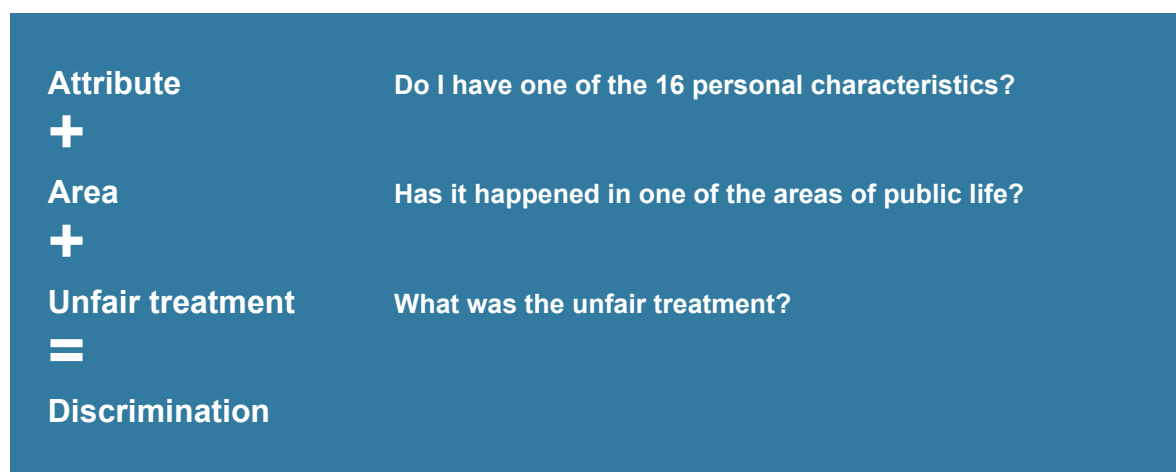 Attribute Do I have one of the 16 personal characteristics?
+
Area Has it happened in one of the areas of public life?
+
Unfair treatment What was the unfair treatment?
=
Discrimination